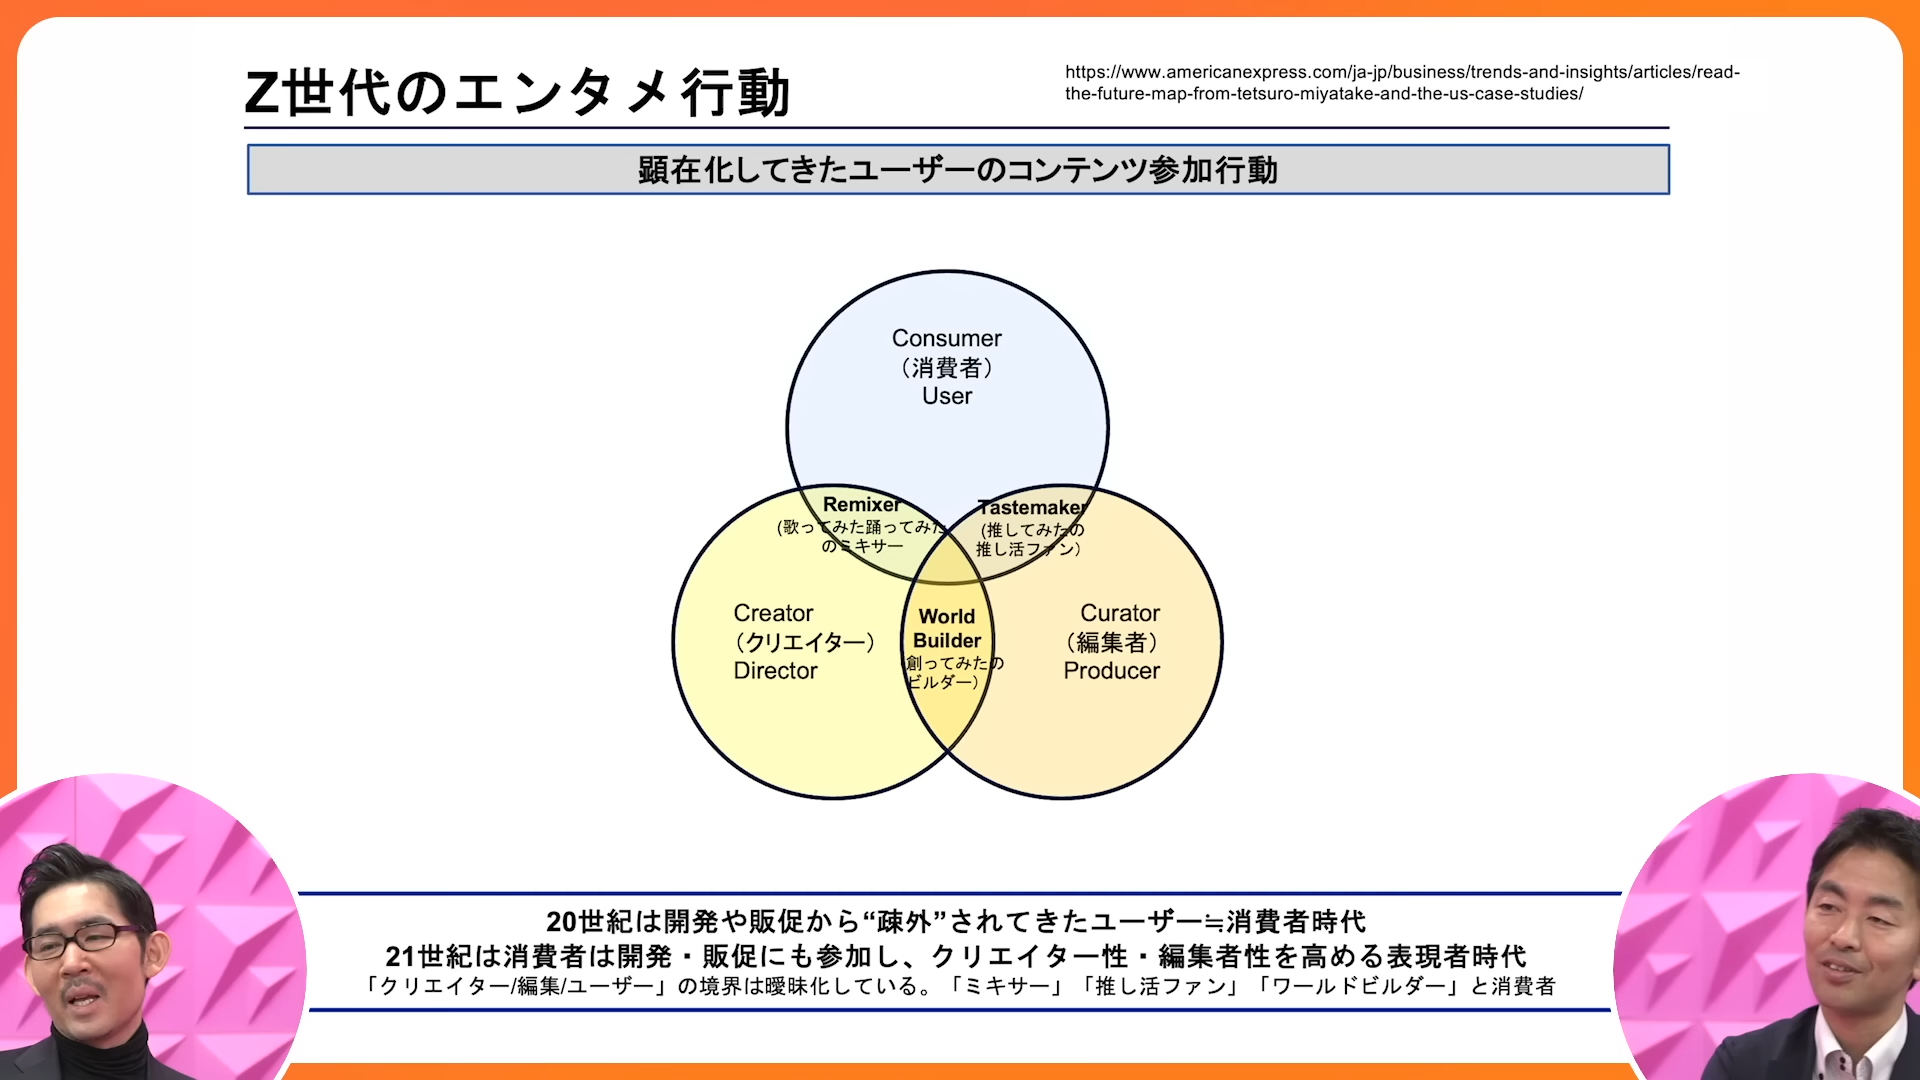 Z世代のエンタメ行動
https://www.americanexpress.com/ja-jp/business/trends-and-insights/articles/read-
the-future-map-from-tetsuro-miyatake-and-the-us-case-studies/
顕在化してきたユーザーのコンテンツ参加行動
Consumer
（消費者）
User
Remixer
(歌ってみた踊ってみた
のミキサー
Tastemaker
(推してみたの
推し活ファン）
Creator
（クリエイター）
Director
World
Builder
(創ってみたの
ビルダー）
Curator
（編集者）
Producer
20世紀は開発や販促から“疎外”されてきたユーザー≒消費者時代
21世紀は消費者は開発・販促にも参加し、クリエイター性・編集者性を高める表現者時代
「クリエイター/編集/ユーザー」の境界は曖昧化している。「ミキサー」「推し活ファン」「ワールドビルダー」と消費者